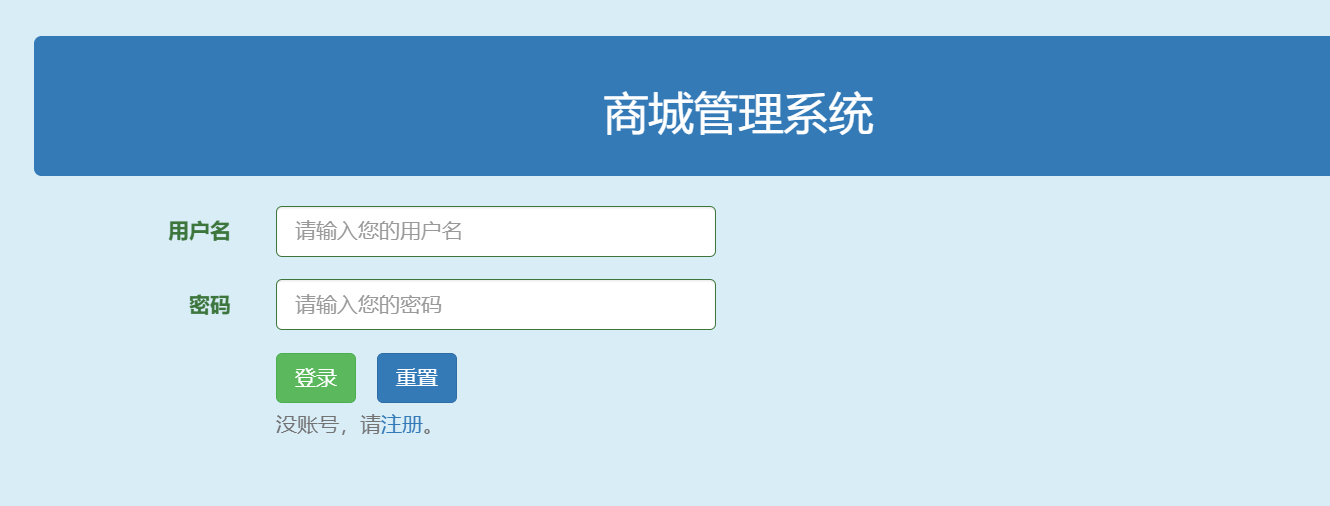 商城管理系统
用户名 请输入您的用户名
密码 请输入您的密码
登录 重置
没账号，请注册。